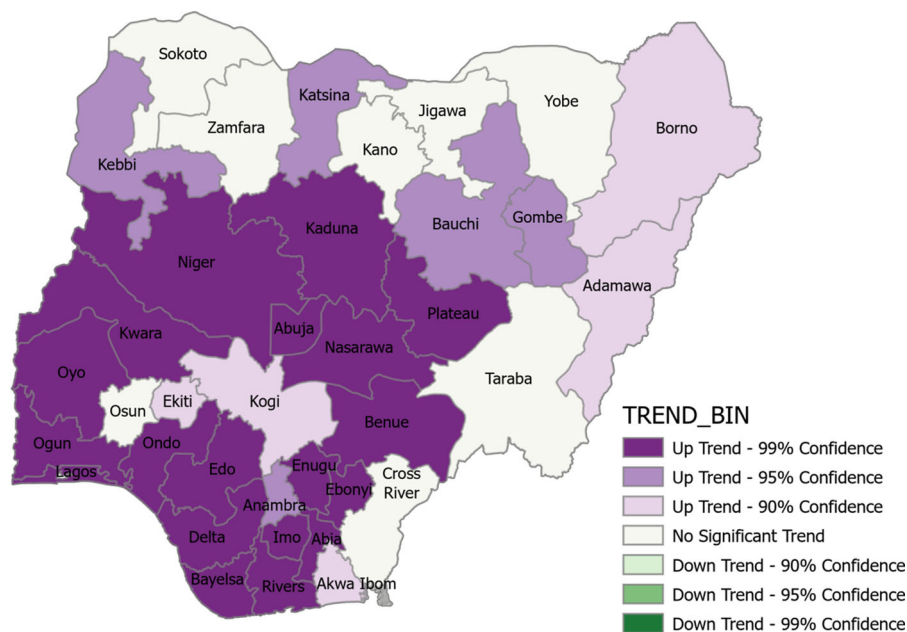 Sokoto
Katsina
Jigawa
Yobe
Zamfara
Borno
Kano
Kebbi
Bauchi
Gombe
Kaduna
Niger
Adamawa
Plateau
Abuja
Kwara
Nasarawa
Oyo
Taraba
Ekiti
Kogi
Osun
Benue
Ogun
Ondo
Lagos
Edo
Enugu
Cross
River
Ebonyi
Anambra
Delta
Imo
Abia
Bayelsa
Rivers
Akwa Ibom
TREND_BIN
Up Trend - 99% Confidence
Up Trend - 95% Confidence
Up Trend - 90% Confidence
No Significant Trend
Down Trend - 90% Confidence
Down Trend - 95% Confidence
Down Trend - 99% Confidence